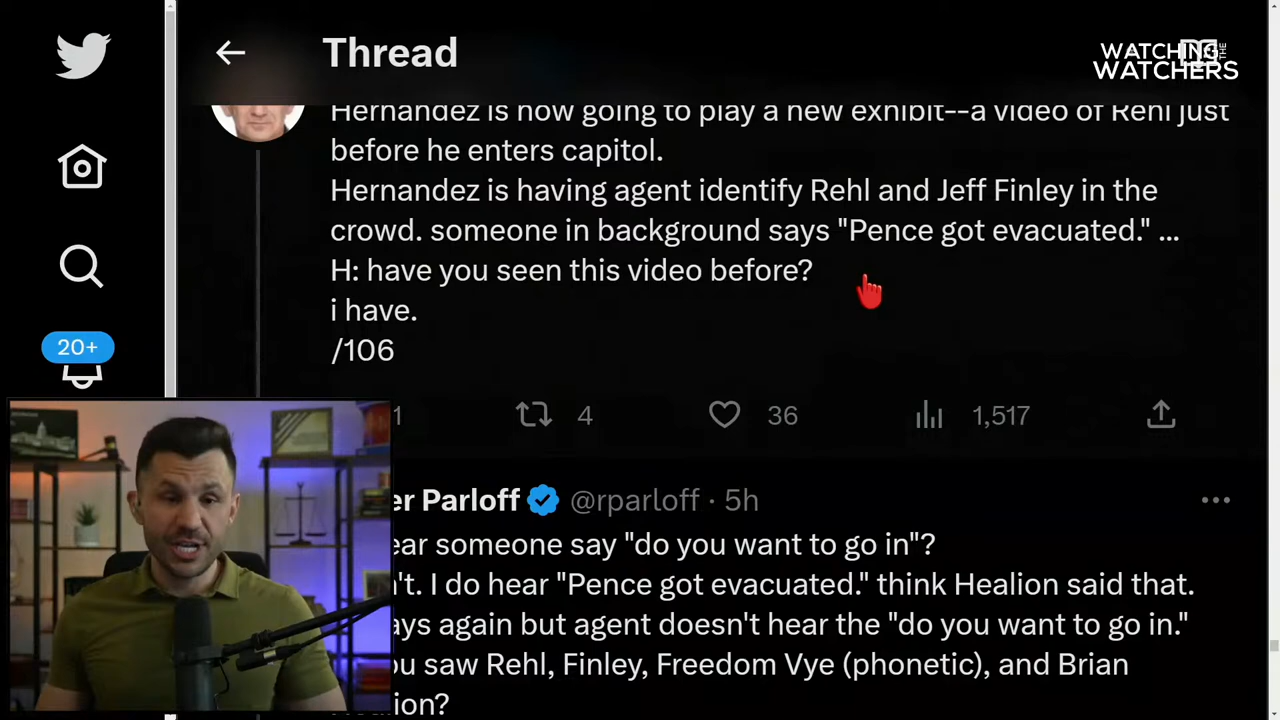 Thread
WATCHING THE
WATCHERS
Hernandez is now going to play a new exhibit--a video of Rehl just
before he enters capitol.
Hernandez is having agent identify Rehl and Jeff Finley in the
crowd. someone in background says "Pence got evacuated." ...
H: have you seen this video before?
i have.
/106
20+
1
4
36
1,517
er Parloff @rparloff · 5h
ear someone say "do you want to go in"?
't. I do hear "Pence got evacuated." think Healion said that.
ays again but agent doesn't hear the "do you want to go in."
ou saw Rehl, Finley, Freedom Vye (phonetic), and Brian
ion?